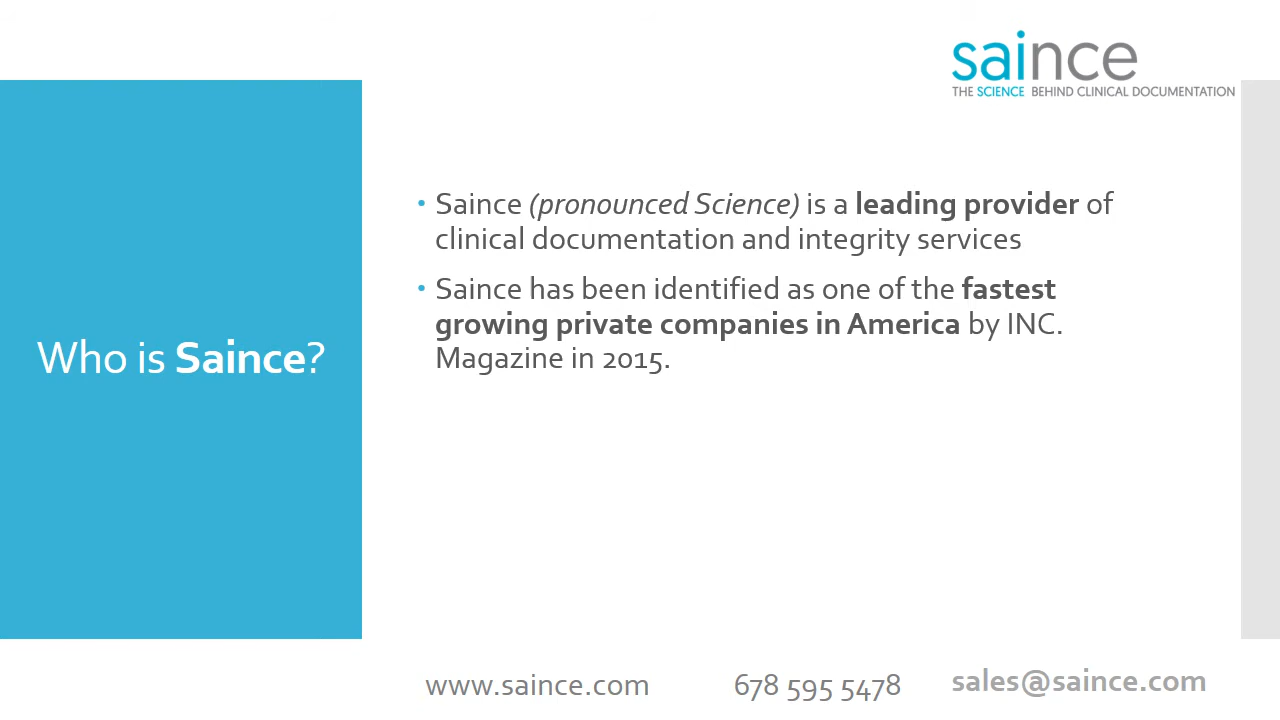 saince
THE SCIENCE BEHIND CLINICAL DOCUMENTATION
Who is Saince?
• Saince (pronounced Science) is a leading provider of
clinical documentation and integrity services
• Saince has been identified as one of the fastest
growing private companies in America by INC.
Magazine in 2015.
www.saince.com 678 595 5478 sales@saince.com